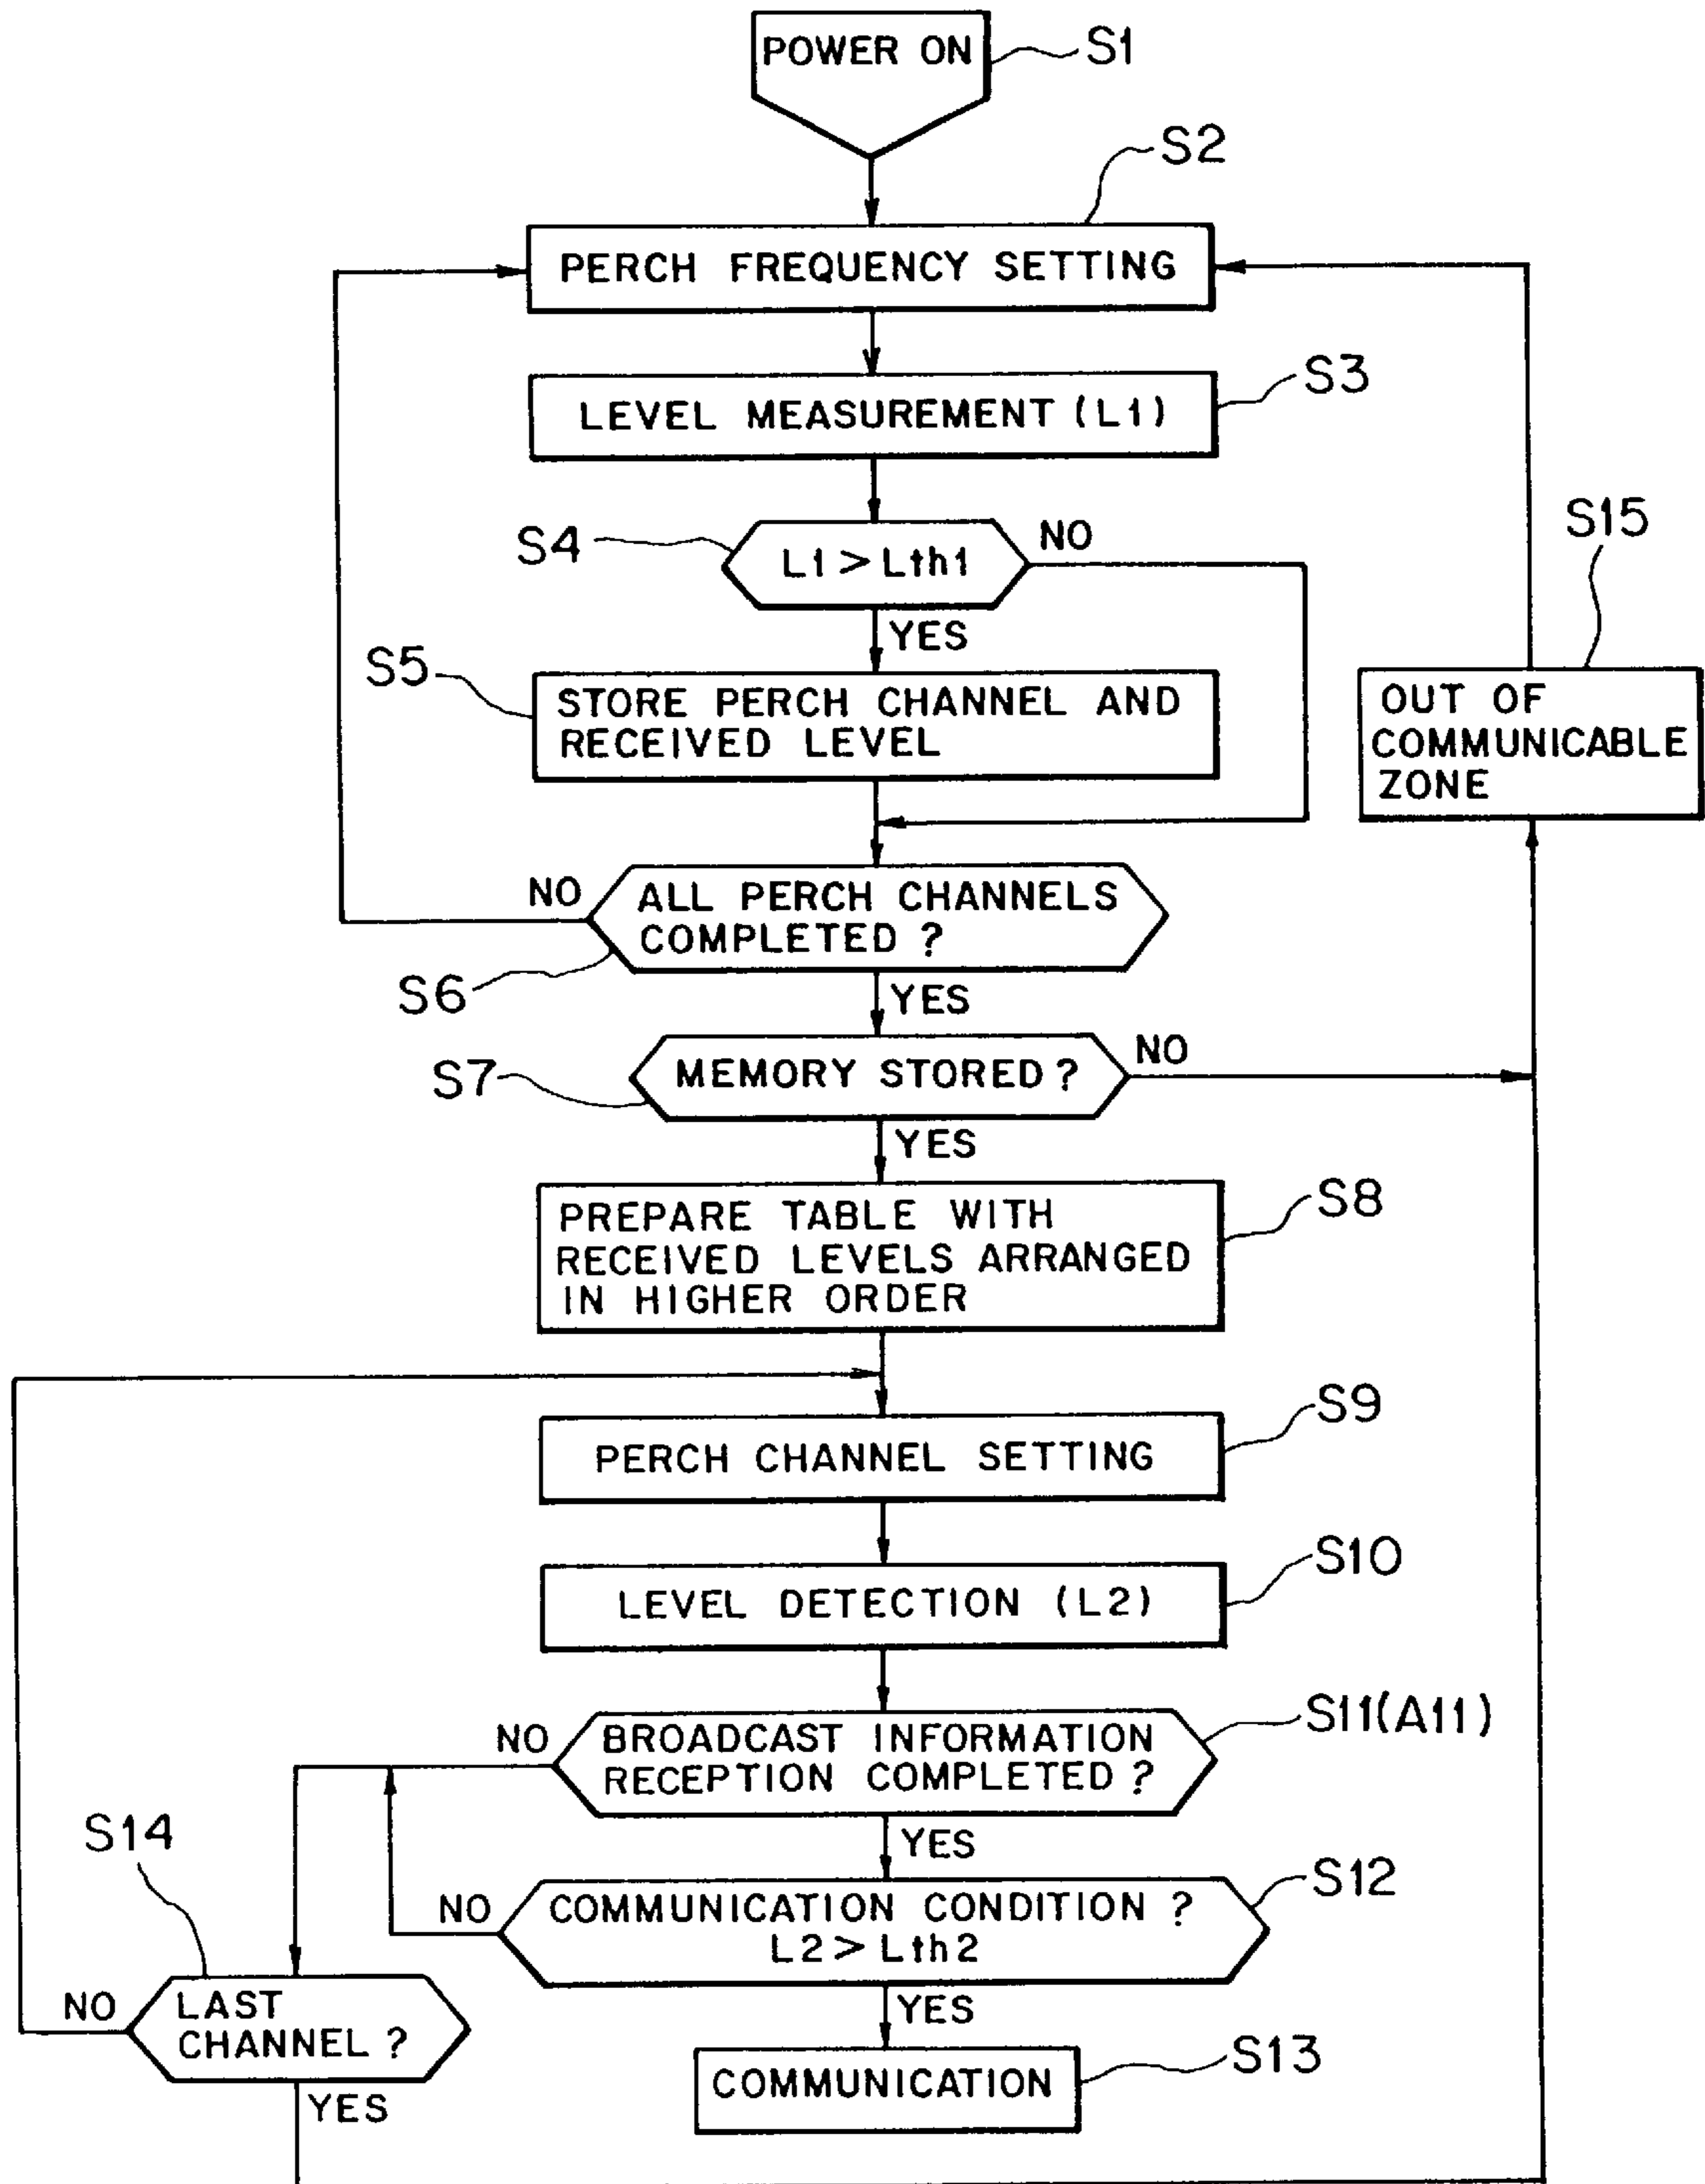 POWER ON
S1
S2
PERCH FREQUENCY SETTING
S3
LEVEL MEASUREMENT (L1)
S4
L1 > Lth1
NO
S15
YES
S5
STORE PERCH CHANNEL AND
RECEIVED LEVEL
OUT OF
COMMUNICABLE
ZONE
NO
ALL PERCH CHANNELS
COMPLETED ?
S6
YES
S7
MEMORY STORED ?
NO
YES
S8
PREPARE TABLE WITH
RECEIVED LEVELS ARRANGED
IN HIGHER ORDER
S9
PERCH CHANNEL SETTING
S10
LEVEL DETECTION (L2)
S11(A11)
NO
BROADCAST INFORMATION
RECEPTION COMPLETED ?
YES
S14
S12
NO
COMMUNICATION CONDITION ?
L2 > Lth2
YES
NO
LAST
CHANNEL ?
S13
COMMUNICATION
YES